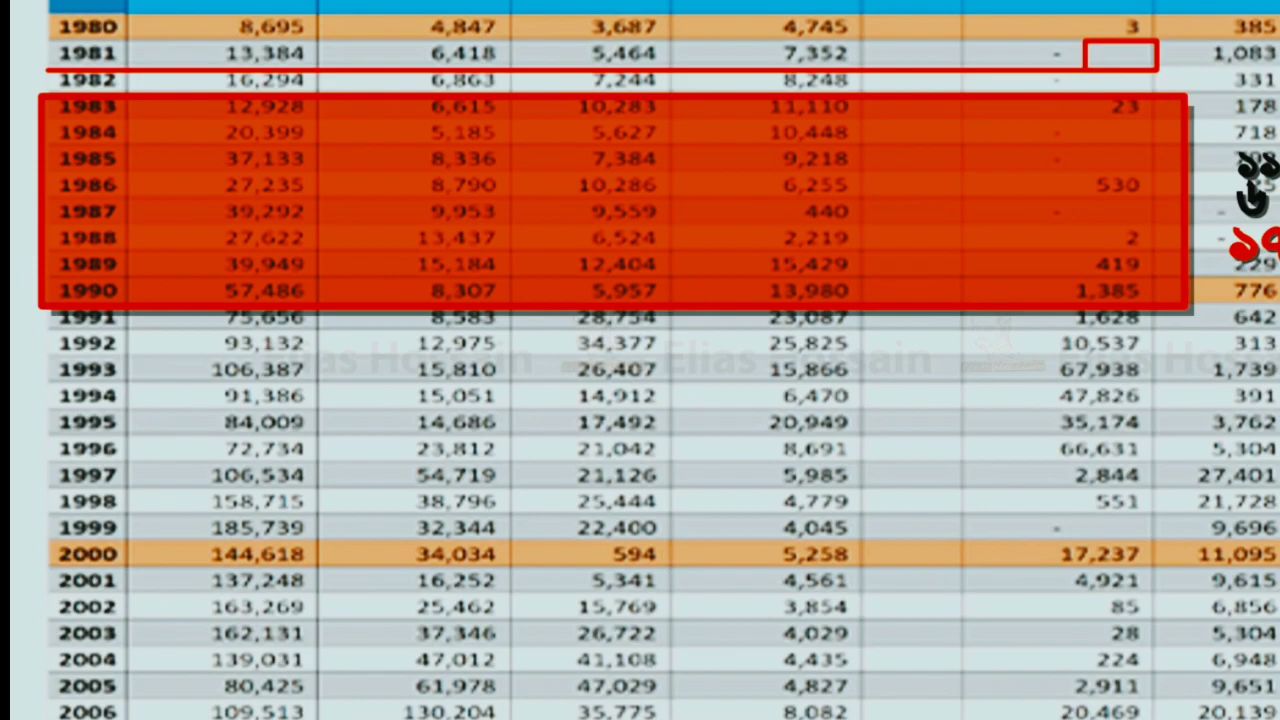 1980 8,695 4,847 3,687 4,745 3 385
1981 13,384 6,418 5,464 7,352 - 1,083
1982 16,294 6,863 7,244 8,248 - 331
1983 12,928 6,615 10,283 11,110 23 178
1984 20,399 5,185 5,627 10,448 - 718
1985 37,133 8,336 7,384 9,218 -
1986 27,235 8,790 10,286 6,255 530
1987 39,292 9,953 9,559 440 - -
1988 27,622 13,437 6,524 2,219 2 -
1989 39,949 15,184 12,404 15,429 419 229
1990 57,486 8,307 5,957 13,980 1,385 776
1991 75,656 8,583 28,754 23,087 1,628 642
1992 93,132 12,975 34,377 25,825 10,537 313
Elias Hossain Elias Hossain
1993 106,387 15,810 26,407 15,866 67,938 1,739
1994 91,386 15,051 14,912 6,470 47,826 391
1995 84,009 14,686 17,492 20,949 35,174 3,762
1996 72,734 23,812 21,042 8,691 66,631 5,304
1997 106,534 54,719 21,126 5,985 2,844 27,401
1998 158,715 38,796 25,444 4,779 551 21,728
1999 185,739 32,344 22,400 4,045 - 9,696
2000 144,618 34,034 594 5,258 17,237 11,095
2001 137,248 16,252 5,341 4,561 4,921 9,615
2002 163,269 25,462 15,769 3,854 85 6,856
2003 162,131 37,346 26,722 4,029 28 5,304
2004 139,031 47,012 41,108 4,435 224 6,948
2005 80,425 61,978 47,029 4,827 2,911 9,651
2006 109,513 130,204 35,775 8,082 20,469 20,139